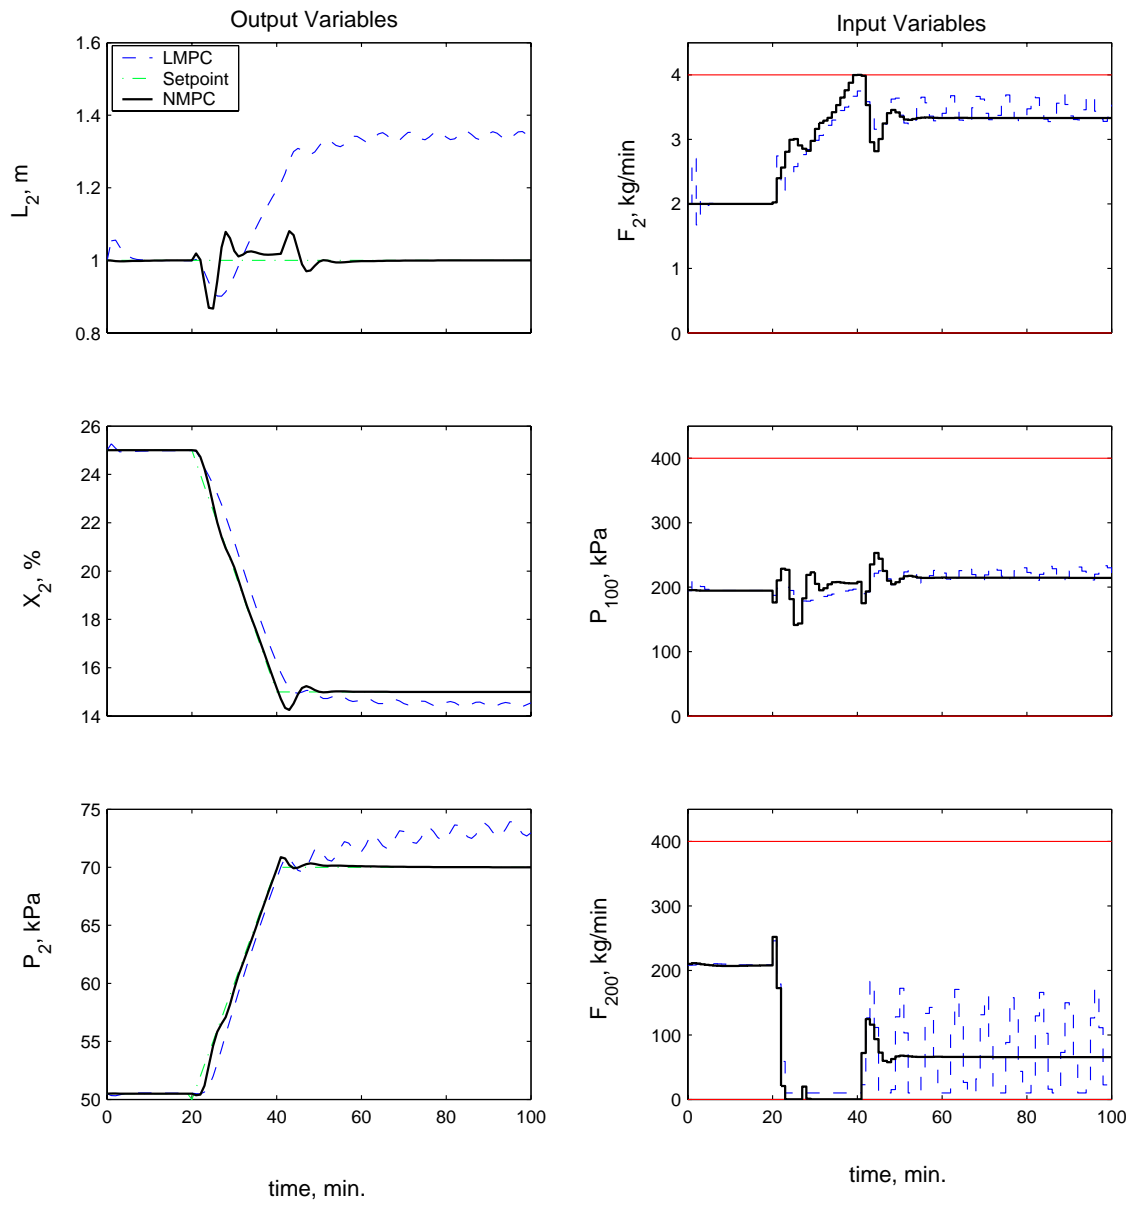 Output Variables
1.6
1.4
1.2
1
0.8
L2, m
LMPC
Setpoint
NMPC
Input Variables
4
3
2
1
0
F2, kg/min
26
24
22
20
18
16
14
X2, %
400
300
200
100
0
P100, kPa
75
70
65
60
55
50
P2, kPa
0 20 40 60 80 100
time, min.
400
300
200
100
0
F200, kg/min
0 20 40 60 80 100
time, min.